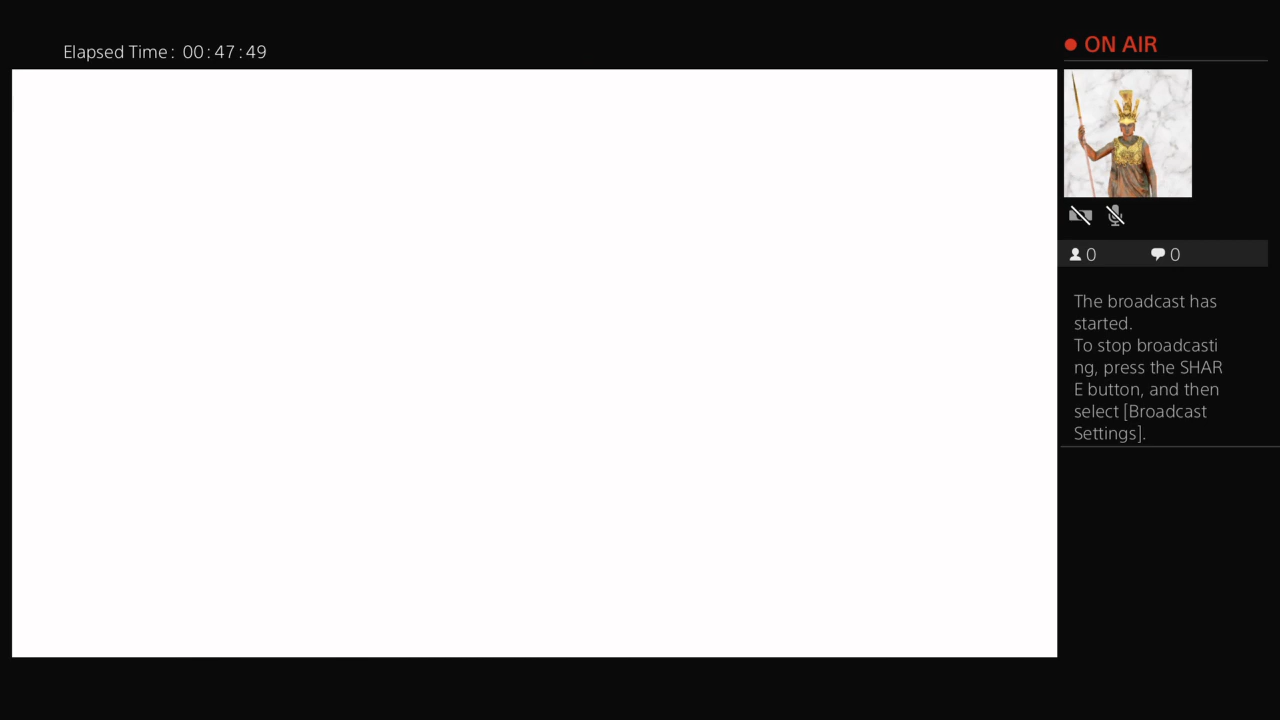 Elapsed Time: 00:47:49
ON AIR
0 0
The broadcast has
started.
To stop broadcasti
ng, press the SHAR
E button, and then
select [Broadcast
Settings].